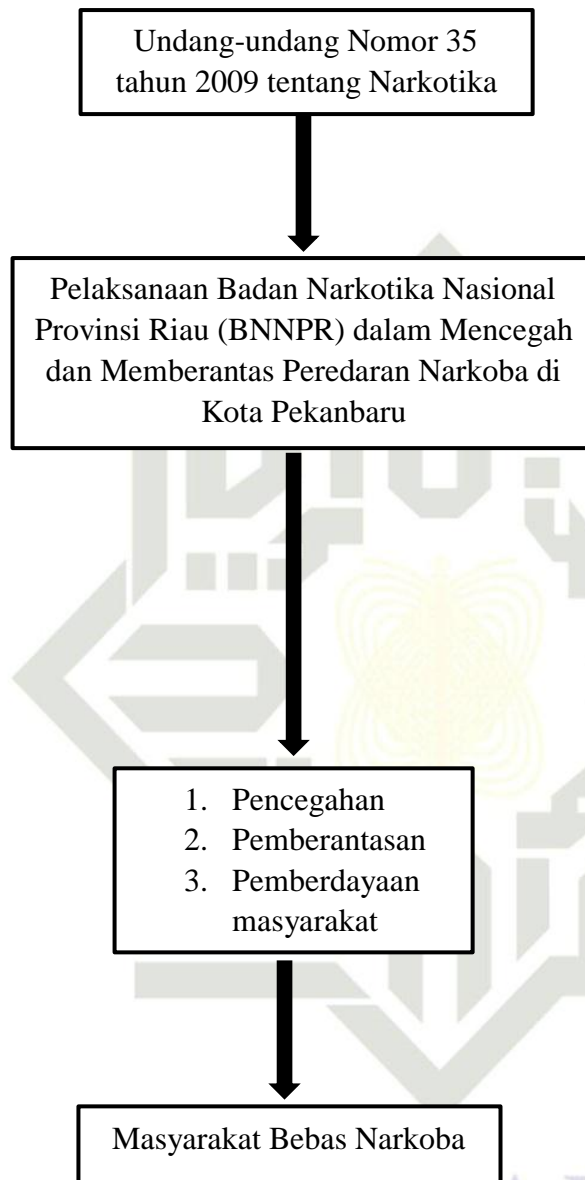 Undang-undang Nomor 35
tahun 2009 tentang Narkotika
Pelaksanaan Badan Narkotika Nasional
Provinsi Riau (BNNPR) dalam Mencegah
dan Memberantas Peredaran Narkoba di
Kota Pekanbaru
1. Pencegahan
2. Pemberantasan
3. Pemberdayaan
masyarakat
Masyarakat Bebas Narkoba